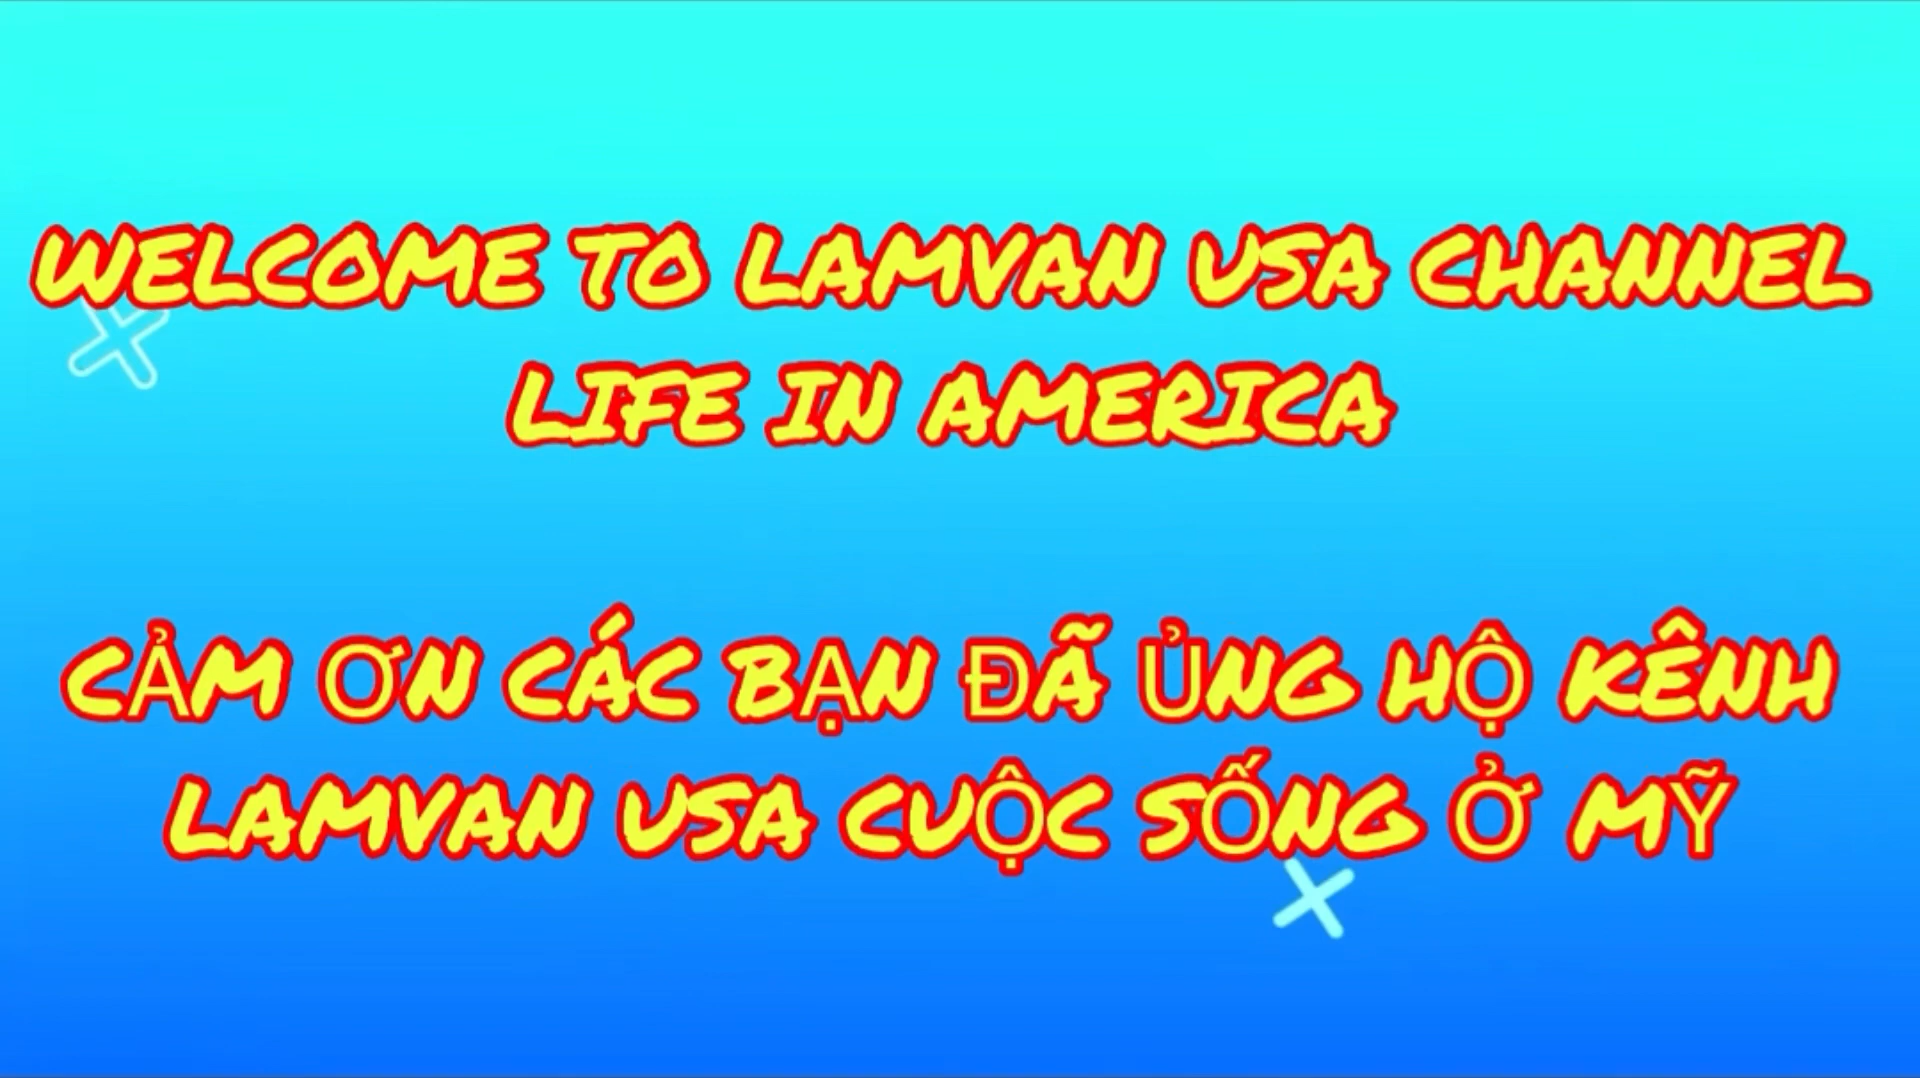 WELCOME TO LAMVAN USA CHANNEL
LIFE IN AMERICA
CẢM ƠN CÁC BẠN ĐÃ ỦNG HỘ KÊNH
LAMVAN USA CUỘC SỐNG Ở MỸ